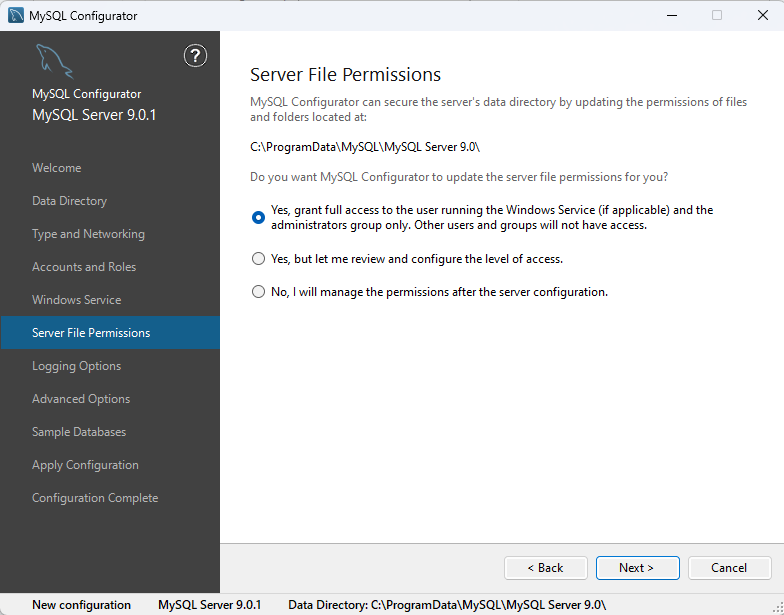 MySQL Configurator
?
MySQL Configurator
MySQL Server 9.0.1
Welcome
Data Directory
Type and Networking
Accounts and Roles
Windows Service
Server File Permissions
Logging Options
Advanced Options
Sample Databases
Apply Configuration
Configuration Complete
Server File Permissions
MySQL Configurator can secure the server's data directory by updating the permissions of files
and folders located at:
C:\ProgramData\MySQL\MySQL Server 9.0\
Do you want MySQL Configurator to update the server file permissions for you?
Yes, grant full access to the user running the Windows Service (if applicable) and the
administrators group only. Other users and groups will not have access.
Yes, but let me review and configure the level of access.
No, I will manage the permissions after the server configuration.
< Back
Next >
Cancel
New configuration MySQL Server 9.0.1 Data Directory: C:\ProgramData\MySQL\MySQL Server 9.0\